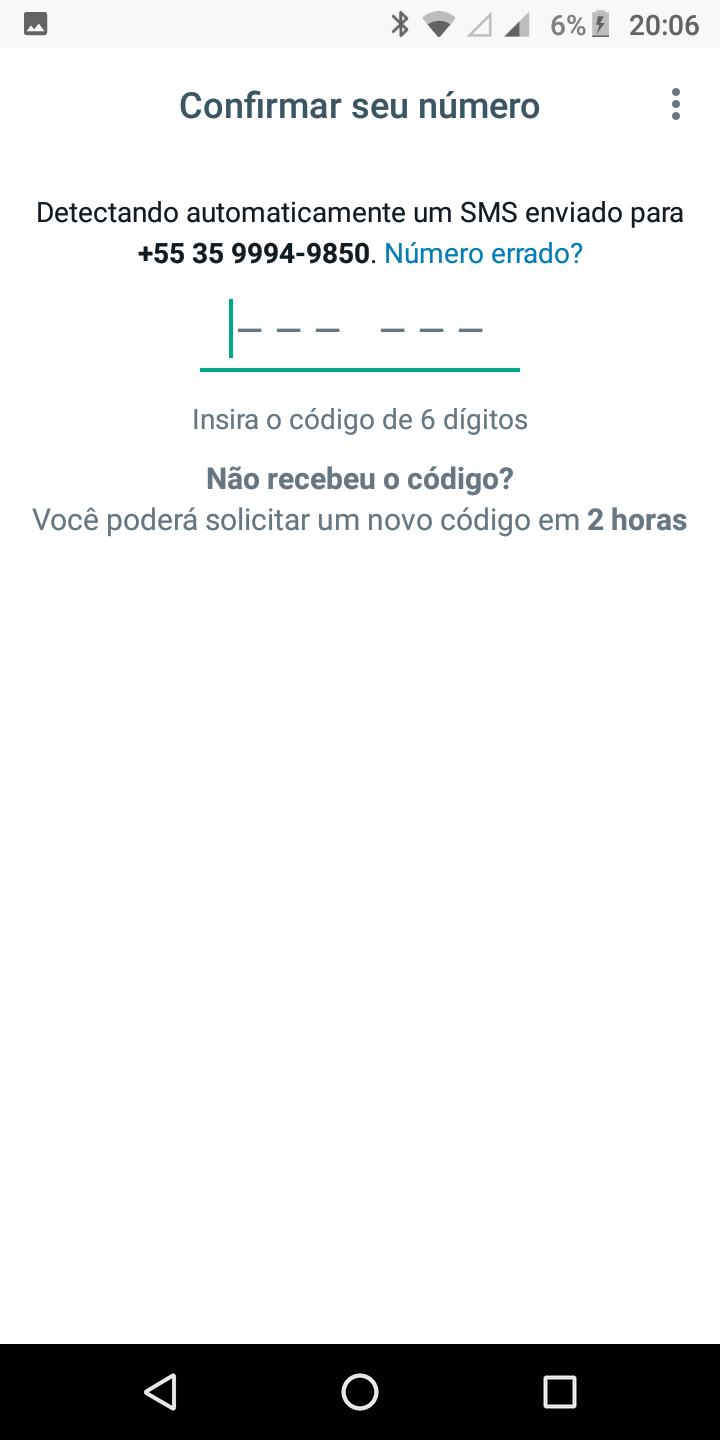 6% 20:06
Confirmar seu número
Detectando automaticamente um SMS enviado para
+55 35 9994-9850. Número errado?
Insira o código de 6 dígitos
Não recebeu o código?
Você poderá solicitar um novo código em 2 horas